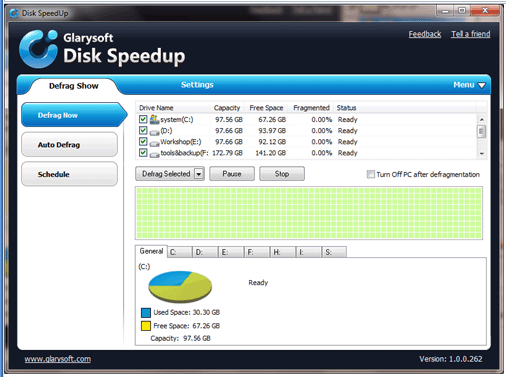 Disk SpeedUp
Glarysoft
Disk Speedup
Feedback Tell a friend
Defrag Show Settings Menu
Defrag Now
Auto Defrag
Schedule
Drive Name Capacity Free Space Fragmented Status
system(C:) 97.56 GB 67.26 GB 0.00% Ready
(D:) 97.66 GB 93.97 GB 0.00% Ready
Workshop(E:) 97.66 GB 92.12 GB 0.00% Ready
tools&backup(F: 172.79 GB 141.20 GB 0.00% Ready
Defrag Selected Pause Stop Turn Off PC after defragmentation
General C: D: E: F: H: I: S:
(C:)
Ready
Used Space: 30.30 GB
Free Space: 67.26 GB
Capacity: 97.56 GB
www.glarysoft.com Version: 1.0.0.262